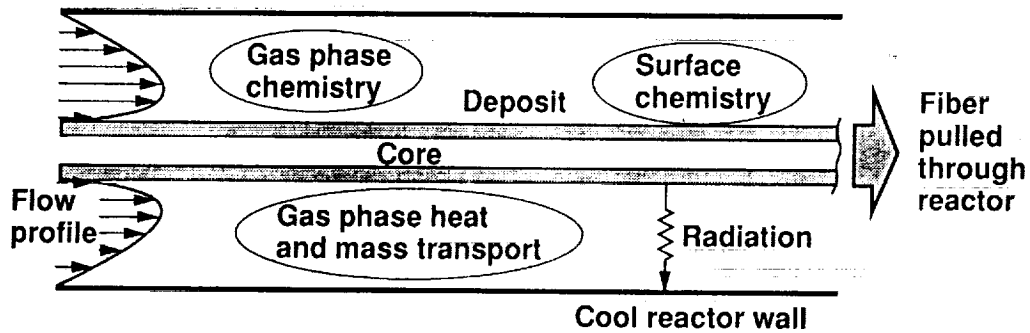 Gas phase
chemistry
Surface
chemistry
Deposit
Fiber
pulled
through
reactor
Core
Flow
profile
Gas phase heat
and mass transport
Radiation
Cool reactor wall